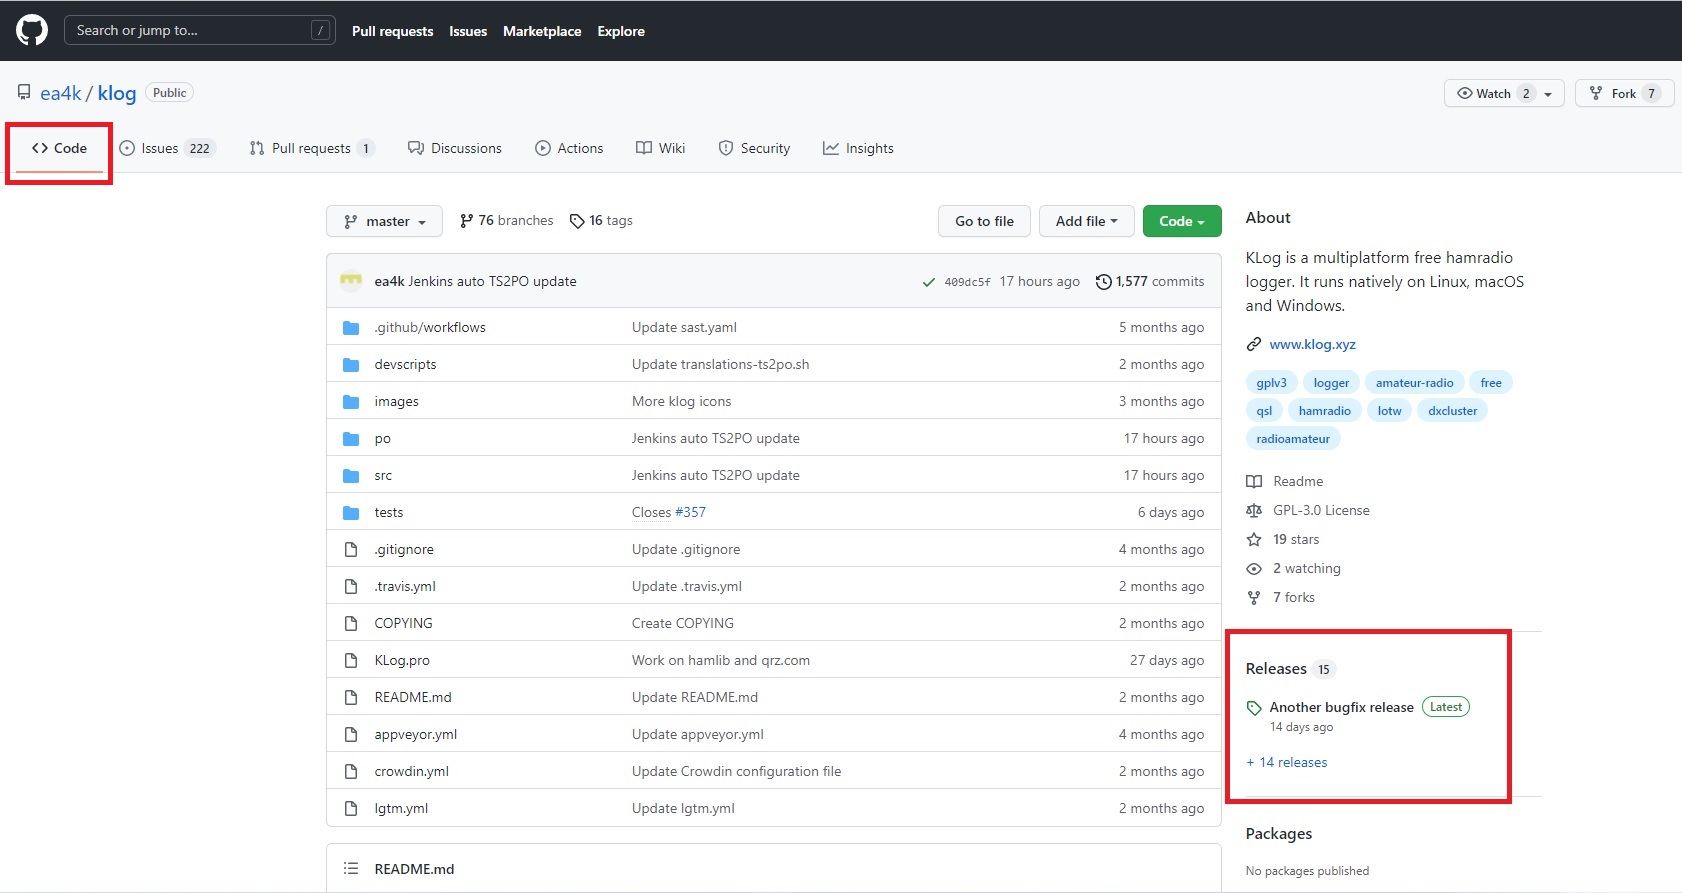 Search or jump to... /
Pull requests Issues Marketplace Explore
ea4k / klog Public
Watch 2 Fork 7
Code Issues 222 Pull requests 1 Discussions Actions Wiki Security Insights
master 76 branches 16 tags Go to file Add file Code
ea4k Jenkins auto TS2PO update 409dc5f 17 hours ago 1,577 commits
.github/workflows Update sast.yaml 5 months ago
devscripts Update translations-ts2po.sh 2 months ago
images More klog icons 3 months ago
po Jenkins auto TS2PO update 17 hours ago
src Jenkins auto TS2PO update 17 hours ago
tests Closes #357 6 days ago
.gitignore Update .gitignore 4 months ago
.travis.yml Update .travis.yml 2 months ago
COPYING Create COPYING 2 months ago
KLog.pro Work on hamlib and qrz.com 27 days ago
README.md Update README.md 2 months ago
appveyor.yml Update appveyor.yml 4 months ago
crowdin.yml Update Crowdin configuration file 2 months ago
lgtm.yml Update lgtm.yml 2 months ago
README.md
About
KLog is a multiplatform free hamradio
logger. It runs natively on Linux, macOS
and Windows.
www.klog.xyz
gplv3 logger amateur-radio free
qsl hamradio lotw dxcluster
radioamateur
Readme
GPL-3.0 License
19 stars
2 watching
7 forks
Releases 15
Another bugfix release Latest
14 days ago
+ 14 releases
Packages
No packages published